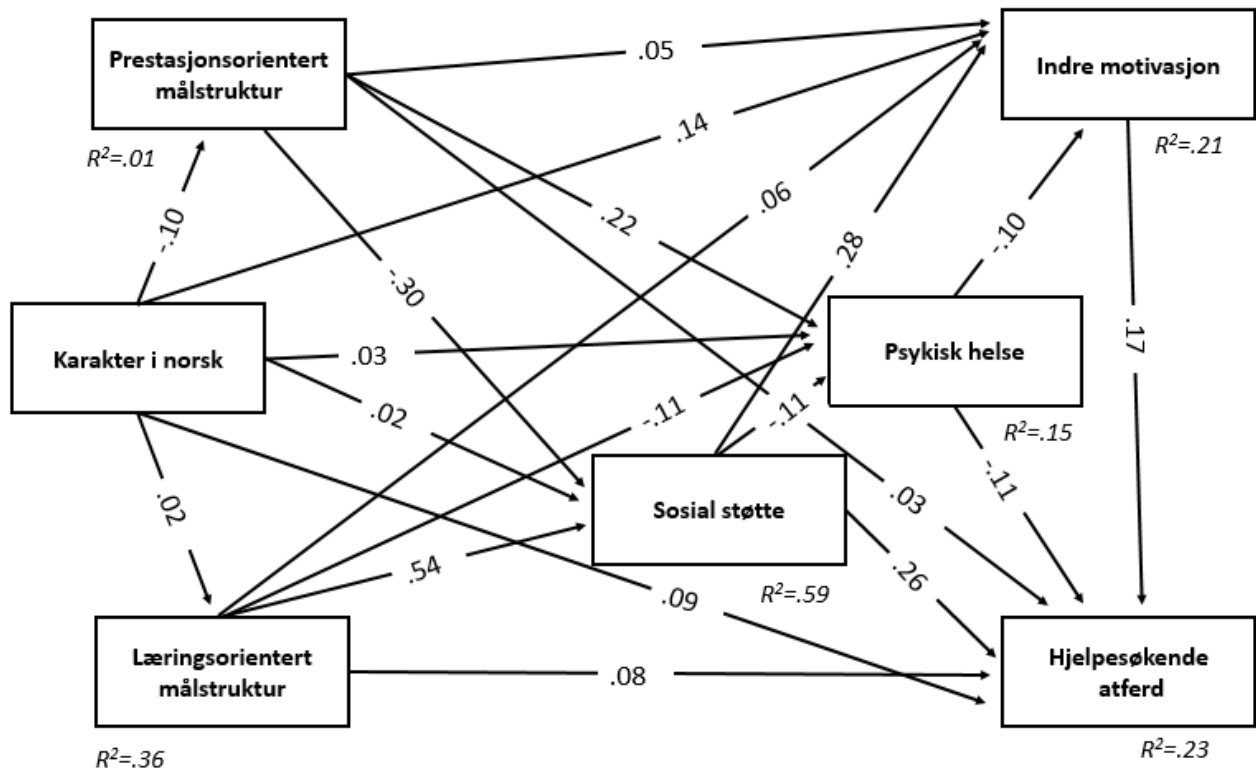 Prestasjonsorientert
målstruktur
R²=.01
Indre motivasjon
R²=.21
.05
.14
.06
-.10
.22
.28
-.10
-.30
Karakter i norsk
.03
Psykisk helse
R²=.15
.17
.02
-.11
-.11
-.11
.02
Sosial støtte
R²=.59
.03
.54
.26
.09
Læringsorientert
målstruktur
R²=.36
.08
Hjelpesøkende
atferd
R²=.23